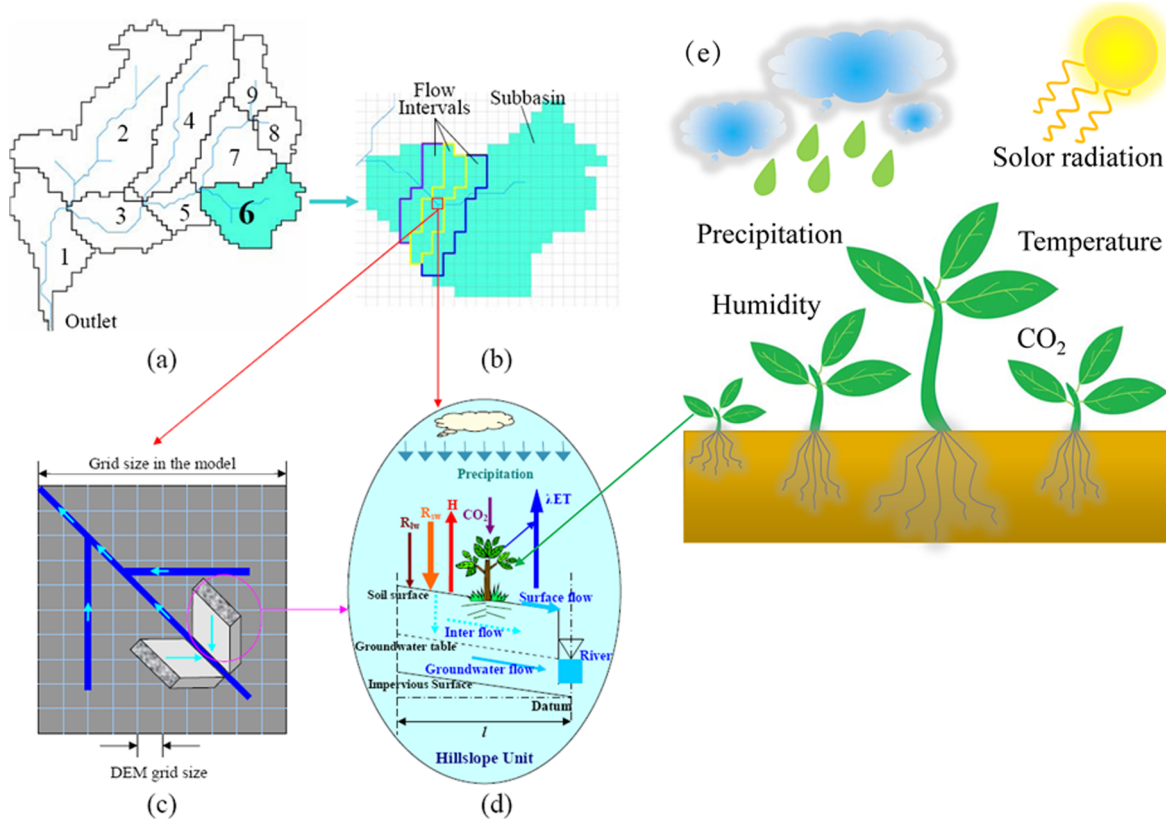 2
4
9
8
7
6
3
5
1
Outlet
(a)
Flow
Intervals
Subbasin
(b)
Grid size in the model
DEM grid size
(c)
Precipitation
Rlw
Rsw
H
CO2
λET
Soil surface
Surface flow
Inter flow
Groundwater table
River
Groundwater flow
Impervious Surface
Datum
l
Hillslope Unit
(d)
(e)
Solor radiation
Precipitation
Temperature
Humidity
CO2